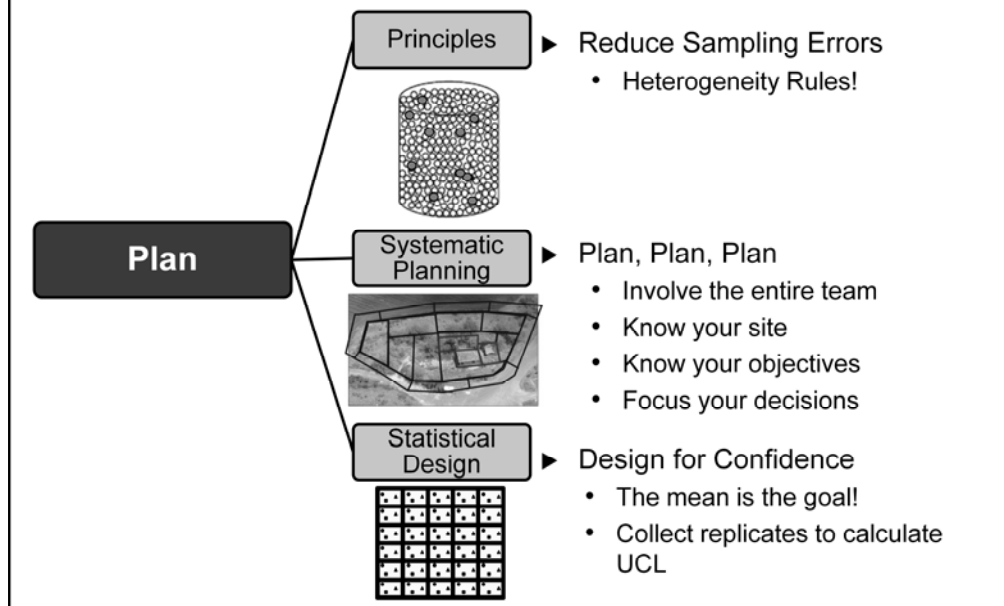 Principles
Reduce Sampling Errors
• Heterogeneity Rules!
Plan
Systematic
Planning
Plan, Plan, Plan
• Involve the entire team
• Know your site
• Know your objectives
• Focus your decisions
Statistical
Design
Design for Confidence
• The mean is the goal!
• Collect replicates to calculate
UCL